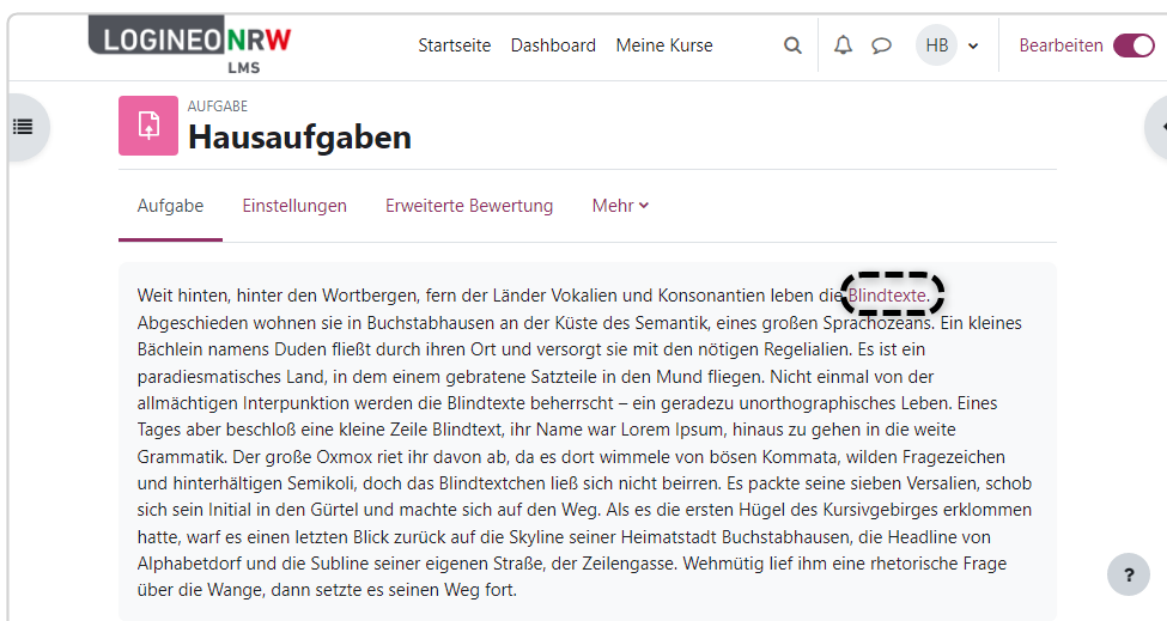 LOGINEO NRW
LMS
Startseite Dashboard Meine Kurse HB Bearbeiten
AUFGABE
Hausaufgaben
Aufgabe Einstellungen Erweiterte Bewertung Mehr
Weit hinten, hinter den Wortbergen, fern der Länder Vokalien und Konsonantien leben die Blindtexte.
Abgeschieden wohnen sie in Buchstabhausen an der Küste des Semantik, eines großen Sprachozeans. Ein kleines
Bächlein namens Duden fließt durch ihren Ort und versorgt sie mit den nötigen Regelialien. Es ist ein
paradiesmatisches Land, in dem einem gebratene Satzteile in den Mund fliegen. Nicht einmal von der
allmächtigen Interpunktion werden die Blindtexte beherrscht – ein geradezu unorthographisches Leben. Eines
Tages aber beschloß eine kleine Zeile Blindtext, ihr Name war Lorem Ipsum, hinaus zu gehen in die weite
Grammatik. Der große Oxmox riet ihr davon ab, da es dort wimmele von bösen Kommata, wilden Fragezeichen
und hinterhältigen Semikoli, doch das Blindtextchen ließ sich nicht beirren. Es packte seine sieben Versalien, schob
sich sein Initial in den Gürtel und machte sich auf den Weg. Als es die ersten Hügel des Kursivgebirges erklommen
hatte, warf es einen letzten Blick zurück auf die Skyline seiner Heimatstadt Buchstabhausen, die Headline von
Alphabetdorf und die Subline seiner eigenen Straße, der Zeilengasse. Wehmütig lief ihm eine rhetorische Frage
über die Wange, dann setzte es seinen Weg fort.
?